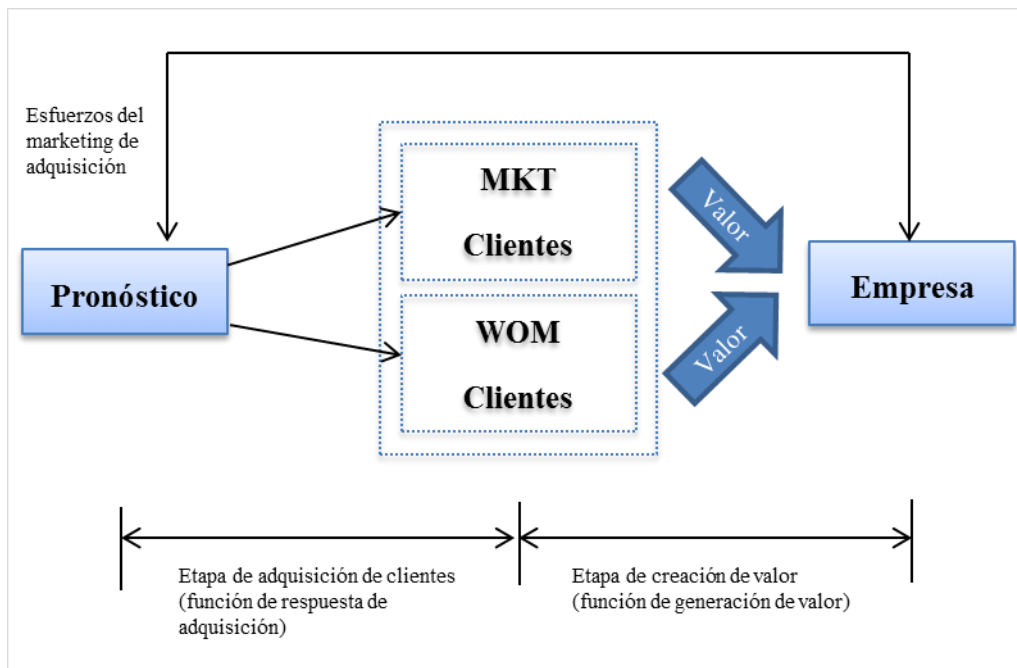 Esfuerzos del
marketing de
adquisición
Pronóstico
MKT
Clientes
WOM
Clientes
Valor
Valor
Empresa
Etapa de adquisición de clientes
(función de respuesta de
adquisición)
Etapa de creación de valor
(función de generación de valor)